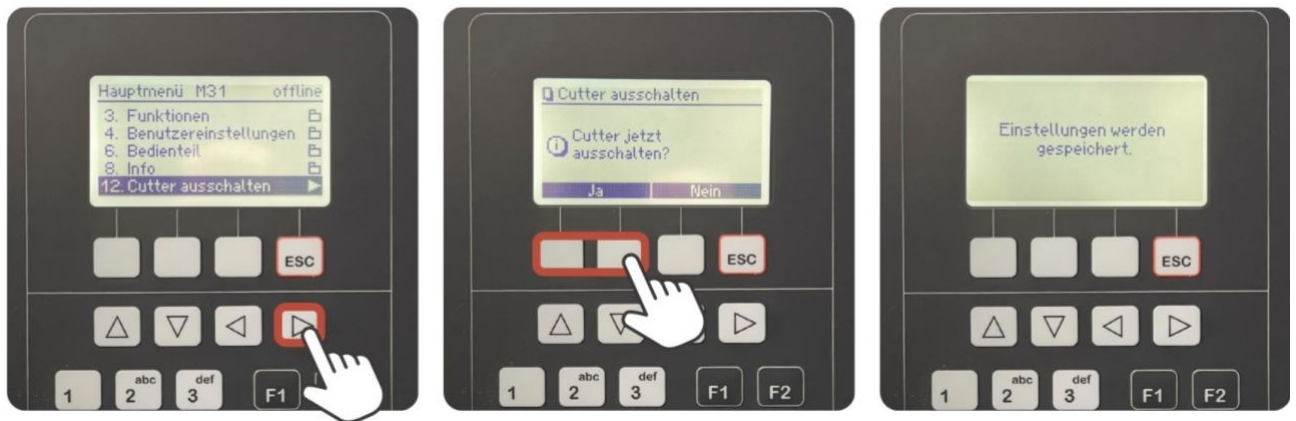 Hauptmenü M31 offline
3. Funktionen
4. Benutzereinstellungen
6. Bedienteil
8. Info
12. Cutter ausschalten
ESC
1 2 abc 3 def F1
Cutter ausschalten
Cutter jetzt
ausschalten?
Ja Nein
ESC
1 2 abc 3 def F1 F2
Einstellungen werden
gespeichert.
ESC
1 2 abc 3 def F1 F2